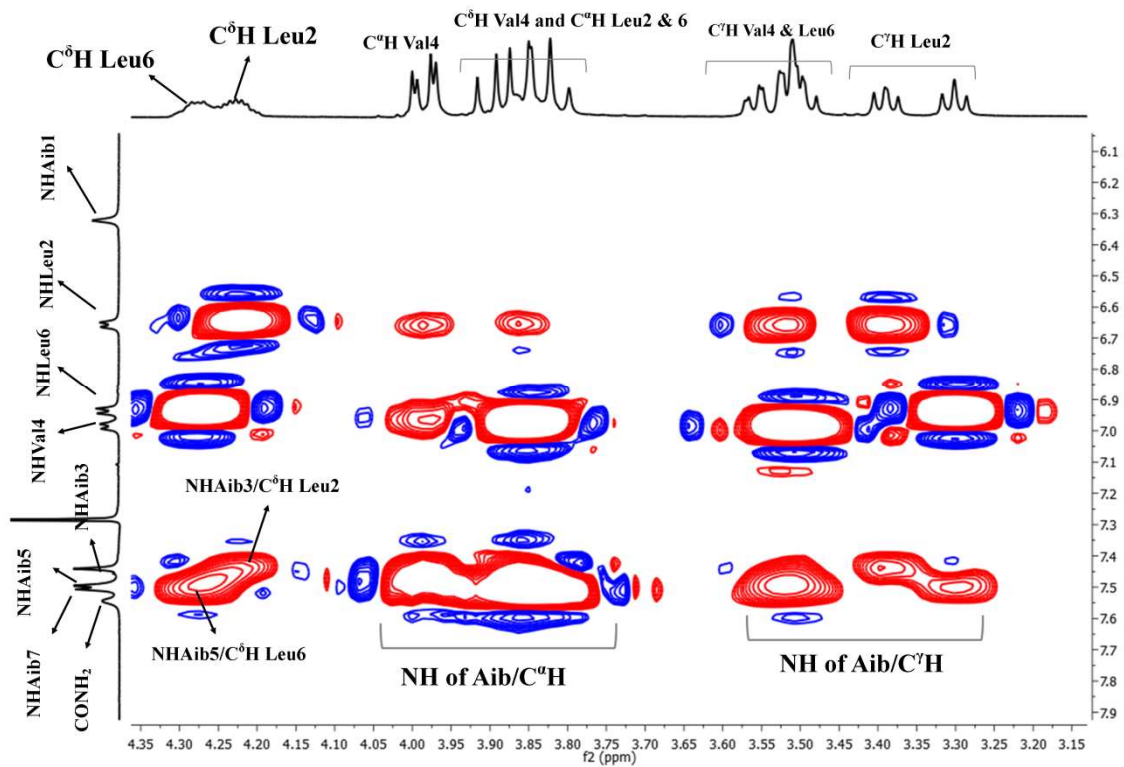 CᵟH Leu6
CᵟH Leu2
CᵅH Val4
CᵟH Val4 and CᵅH Leu2 & 6
CᵞH Val4 & Leu6
CᵞH Leu2
NHAib1
NHLeu2
NHLeu6
NHVal4
NHAib3
NHAib5
NHAib7
CONH₂
NHAib3/CᵟH Leu2
NHAib5/CᵟH Leu6
NH of Aib/CᵅH
NH of Aib/CᵞH
6.1
6.2
6.3
6.4
6.5
6.6
6.7
6.8
6.9
7.0
7.1
7.2
7.3
7.4
7.5
7.6
7.7
7.8
7.9
4.35 4.30 4.25 4.20 4.15 4.10 4.05 4.00 3.95 3.90 3.85 3.80 3.75 3.70 3.65 3.60 3.55 3.50 3.45 3.40 3.35 3.30 3.25 3.20 3.15
f2 (ppm)